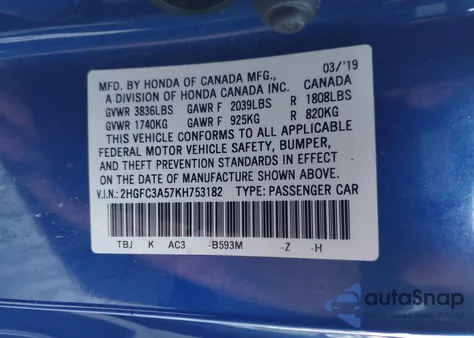 MFD. BY HONDA OF CANADA MFG., 03/'19
A DIVISION OF HONDA CANADA INC. CANADA
GVWR 3836LBS GAWR F 2039LBS R 1808LBS
GVWR 1740KG GAWR F 925KG R 820KG
THIS VEHICLE CONFORMS TO ALL APPLICABLE
FEDERAL MOTOR VEHICLE SAFETY, BUMPER,
AND THEFT PREVENTION STANDARDS IN EFFECT
ON THE DATE OF MANUFACTURE SHOWN ABOVE.
V.I.N.: 2HGFC3A57KH753182 TYPE: PASSENGER CAR
TBJ K AC3 -B593M -Z -H
autoSnap